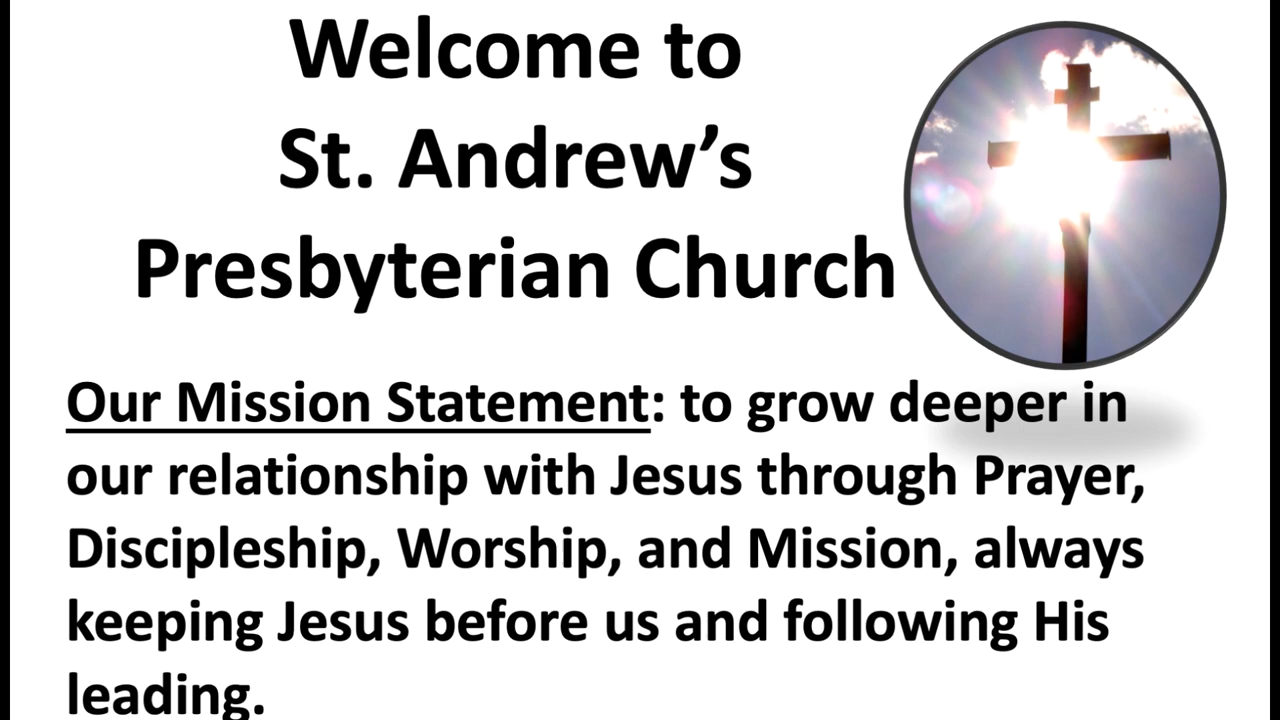 Welcome to
St. Andrew’s
Presbyterian Church
Our Mission Statement: to grow deeper in
our relationship with Jesus through Prayer,
Discipleship, Worship, and Mission, always
keeping Jesus before us and following His
leading.